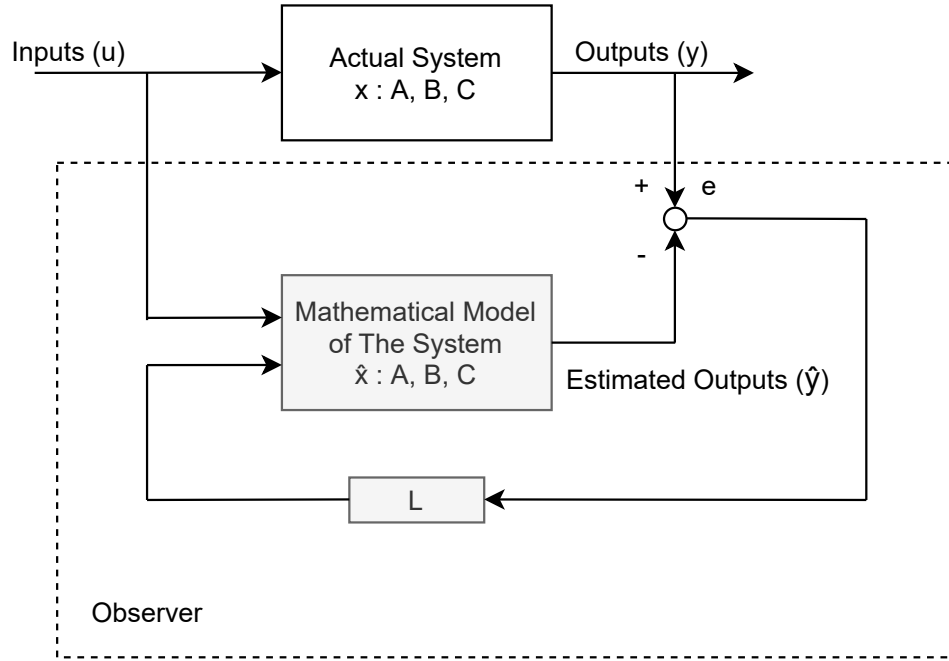 Inputs (u)
Actual System
x : A, B, C
Outputs (y)
+
e
-
Mathematical Model
of The System
x̂ : A, B, C
Estimated Outputs (ŷ)
L
Observer